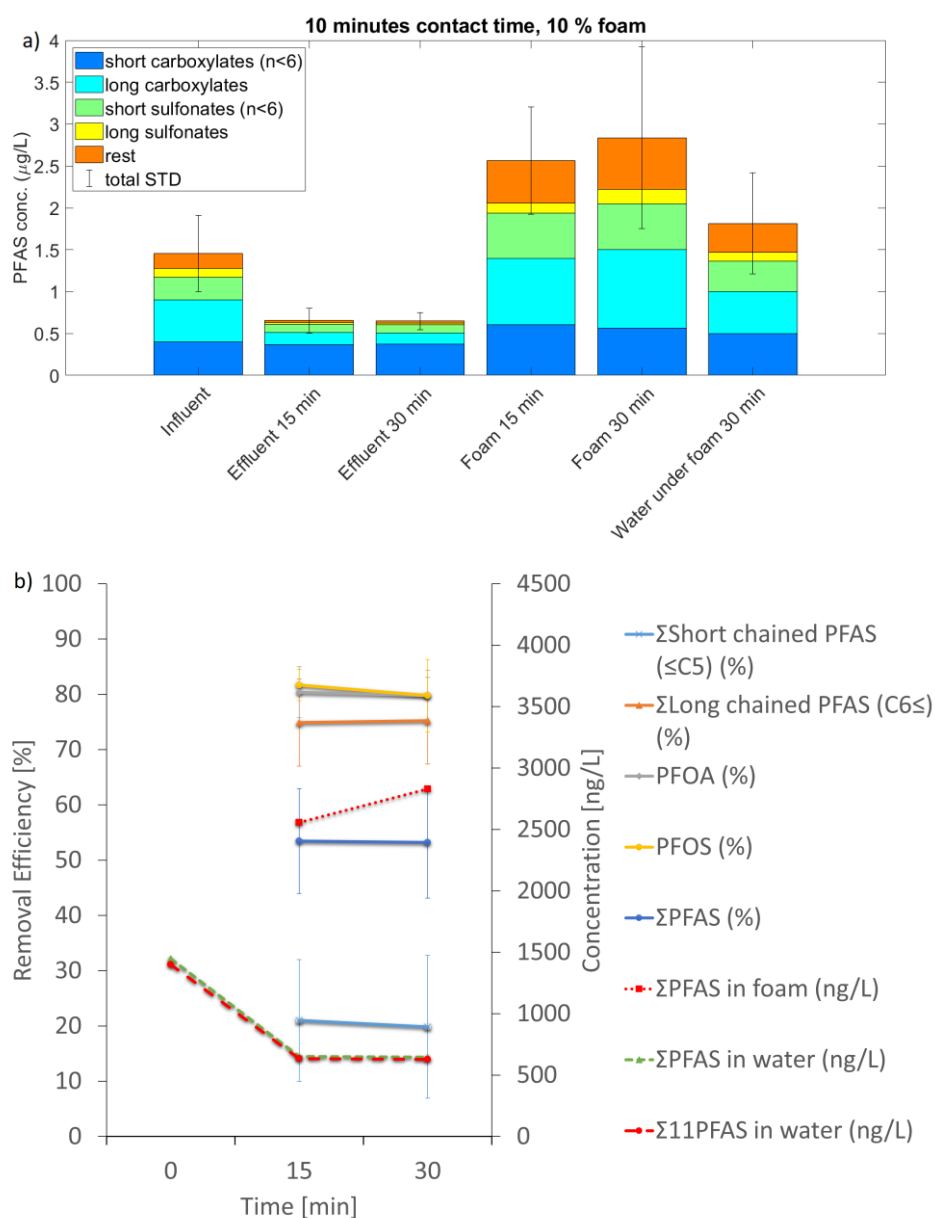 10 minutes contact time, 10 % foam
a)
4
3.5
3
2.5
2
1.5
1
0.5
0
PFAS conc. (μg/L)
short carboxylates (n<6)
long carboxylates
short sulfonates (n<6)
long sulfonates
rest
total STD
Influent
Effluent 15 min
Effluent 30 min
Foam 15 min
Foam 30 min
Water under foam 30 min
b)
100
90
80
70
60
50
40
30
20
10
0
Removal Efficiency [%]
0
15
30
Time [min]
4500
4000
3500
3000
2500
2000
1500
1000
500
0
Concentration [ng/L]
ΣShort chained PFAS
(≤C5) (%)
ΣLong chained PFAS (C6≤)
(%)
PFOA (%)
PFOS (%)
ΣPFAS (%)
ΣPFAS in foam (ng/L)
ΣPFAS in water (ng/L)
Σ11PFAS in water (ng/L)